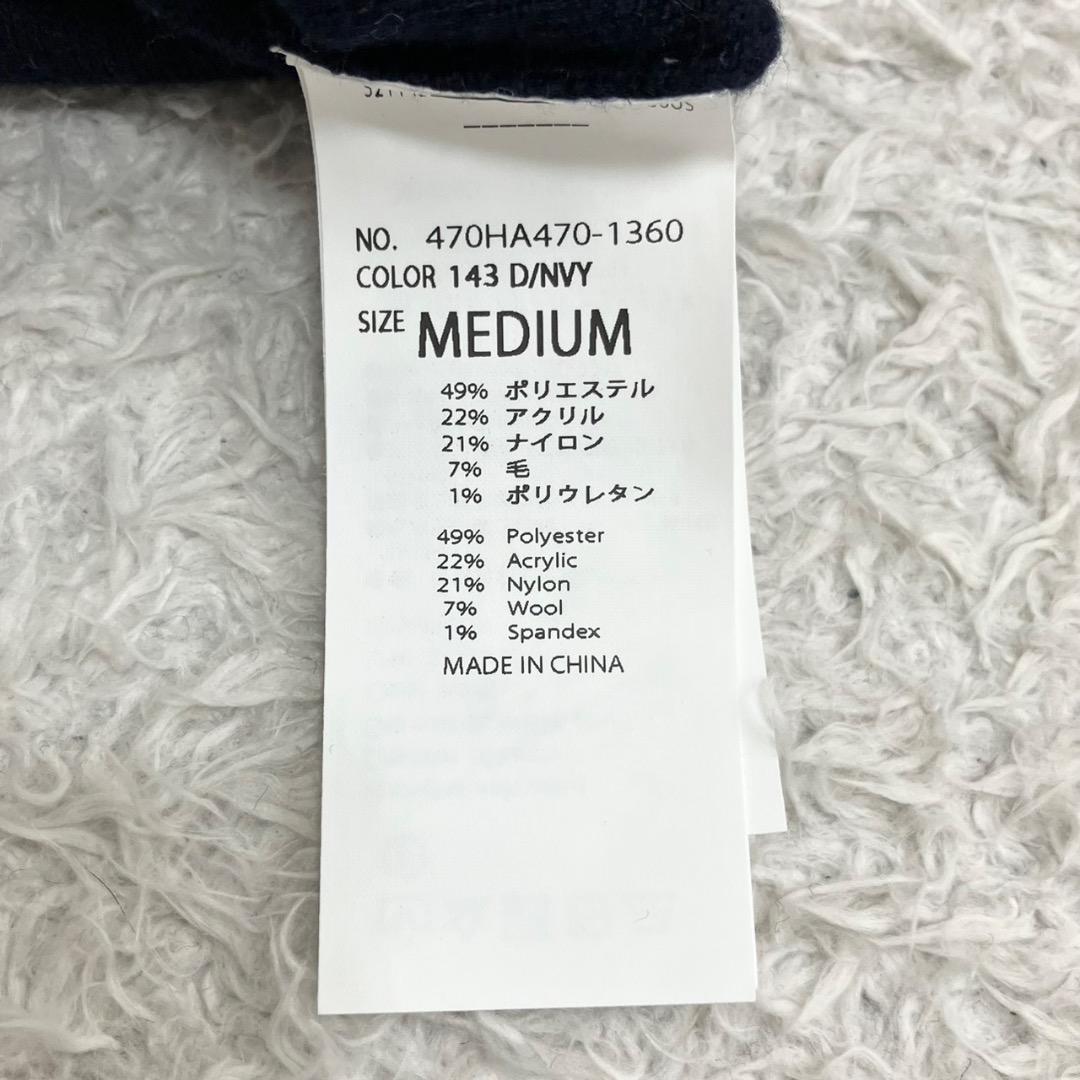 NO. 470HA470-1360
COLOR 143 D/NVY
SIZE MEDIUM
49% ポリエステル
22% アクリル
21% ナイロン
7% 毛
1% ポリウレタン
49% Polyester
22% Acrylic
21% Nylon
7% Wool
1% Spandex
MADE IN CHINA